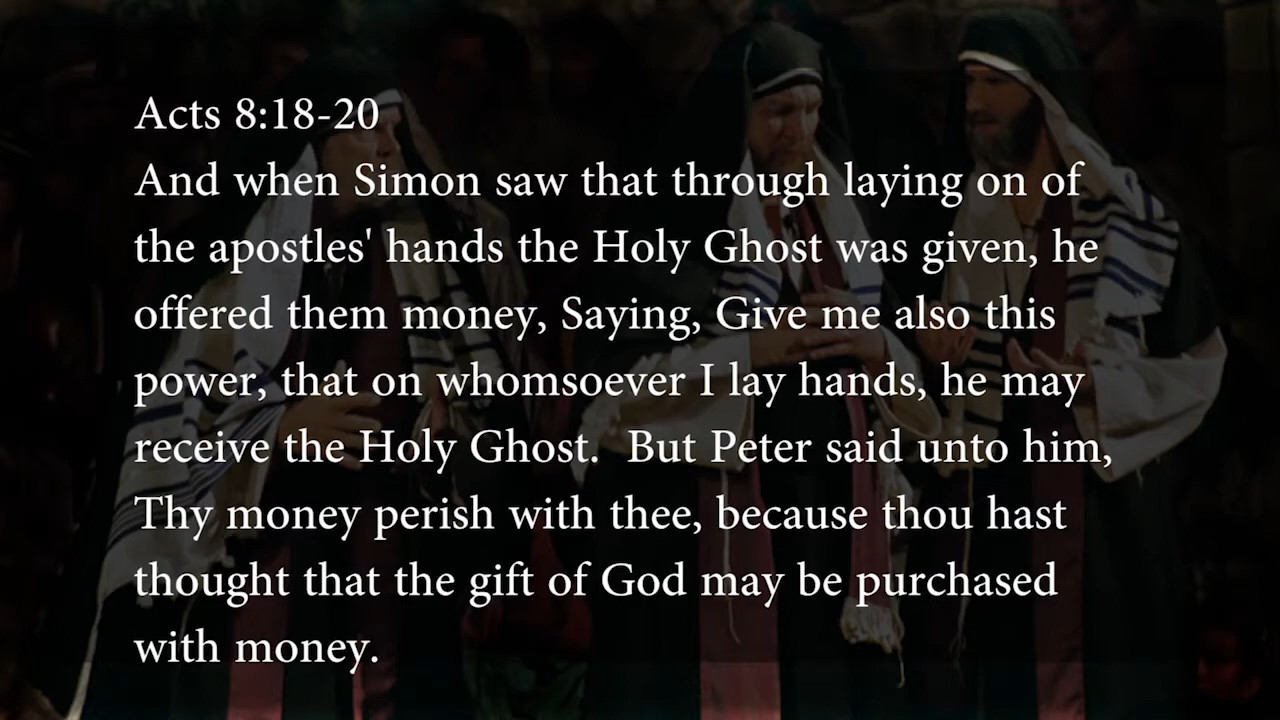 Acts 8:18-20
And when Simon saw that through laying on of
the apostles' hands the Holy Ghost was given, he
offered them money, Saying, Give me also this
power, that on whomsoever I lay hands, he may
receive the Holy Ghost.  But Peter said unto him,
Thy money perish with thee, because thou hast
thought that the gift of God may be purchased
with money.